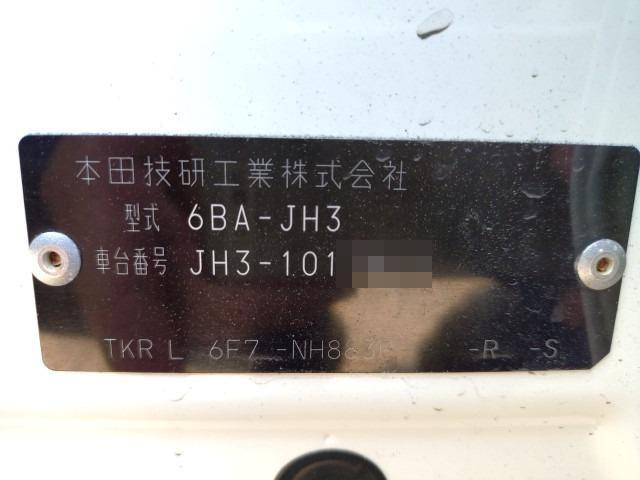 本田技研工業株式会社
型式 6BA-JH3
車台番号 JH3-101
TKR L 6F7 -NH883P -R -S